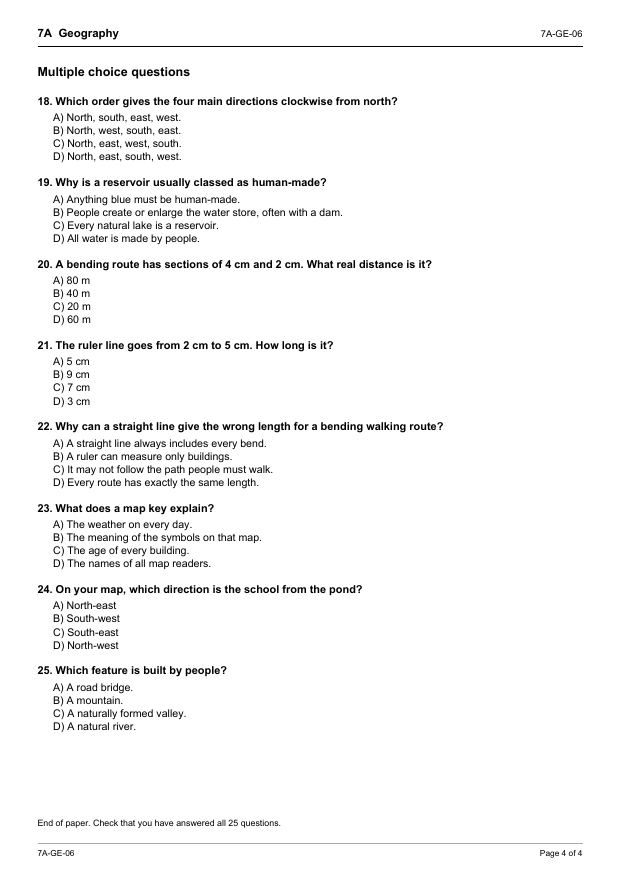 7A Geography
7A-GE-06
Multiple choice questions
18. Which order gives the four main directions clockwise from north?
A) North, south, east, west.
B) North, west, south, east.
C) North, east, west, south.
D) North, east, south, west.
19. Why is a reservoir usually classed as human-made?
A) Anything blue must be human-made.
B) People create or enlarge the water store, often with a dam.
C) Every natural lake is a reservoir.
D) All water is made by people.
20. A bending route has sections of 4 cm and 2 cm. What real distance is it?
A) 80 m
B) 40 m
C) 20 m
D) 60 m
21. The ruler line goes from 2 cm to 5 cm. How long is it?
A) 5 cm
B) 9 cm
C) 7 cm
D) 3 cm
22. Why can a straight line give the wrong length for a bending walking route?
A) A straight line always includes every bend.
B) A ruler can measure only buildings.
C) It may not follow the path people must walk.
D) Every route has exactly the same length.
23. What does a map key explain?
A) The weather on every day.
B) The meaning of the symbols on that map.
C) The age of every building.
D) The names of all map readers.
24. On your map, which direction is the school from the pond?
A) North-east
B) South-west
C) South-east
D) North-west
25. Which feature is built by people?
A) A road bridge.
B) A mountain.
C) A naturally formed valley.
D) A natural river.
End of paper. Check that you have answered all 25 questions.
7A-GE-06
Page 4 of 4